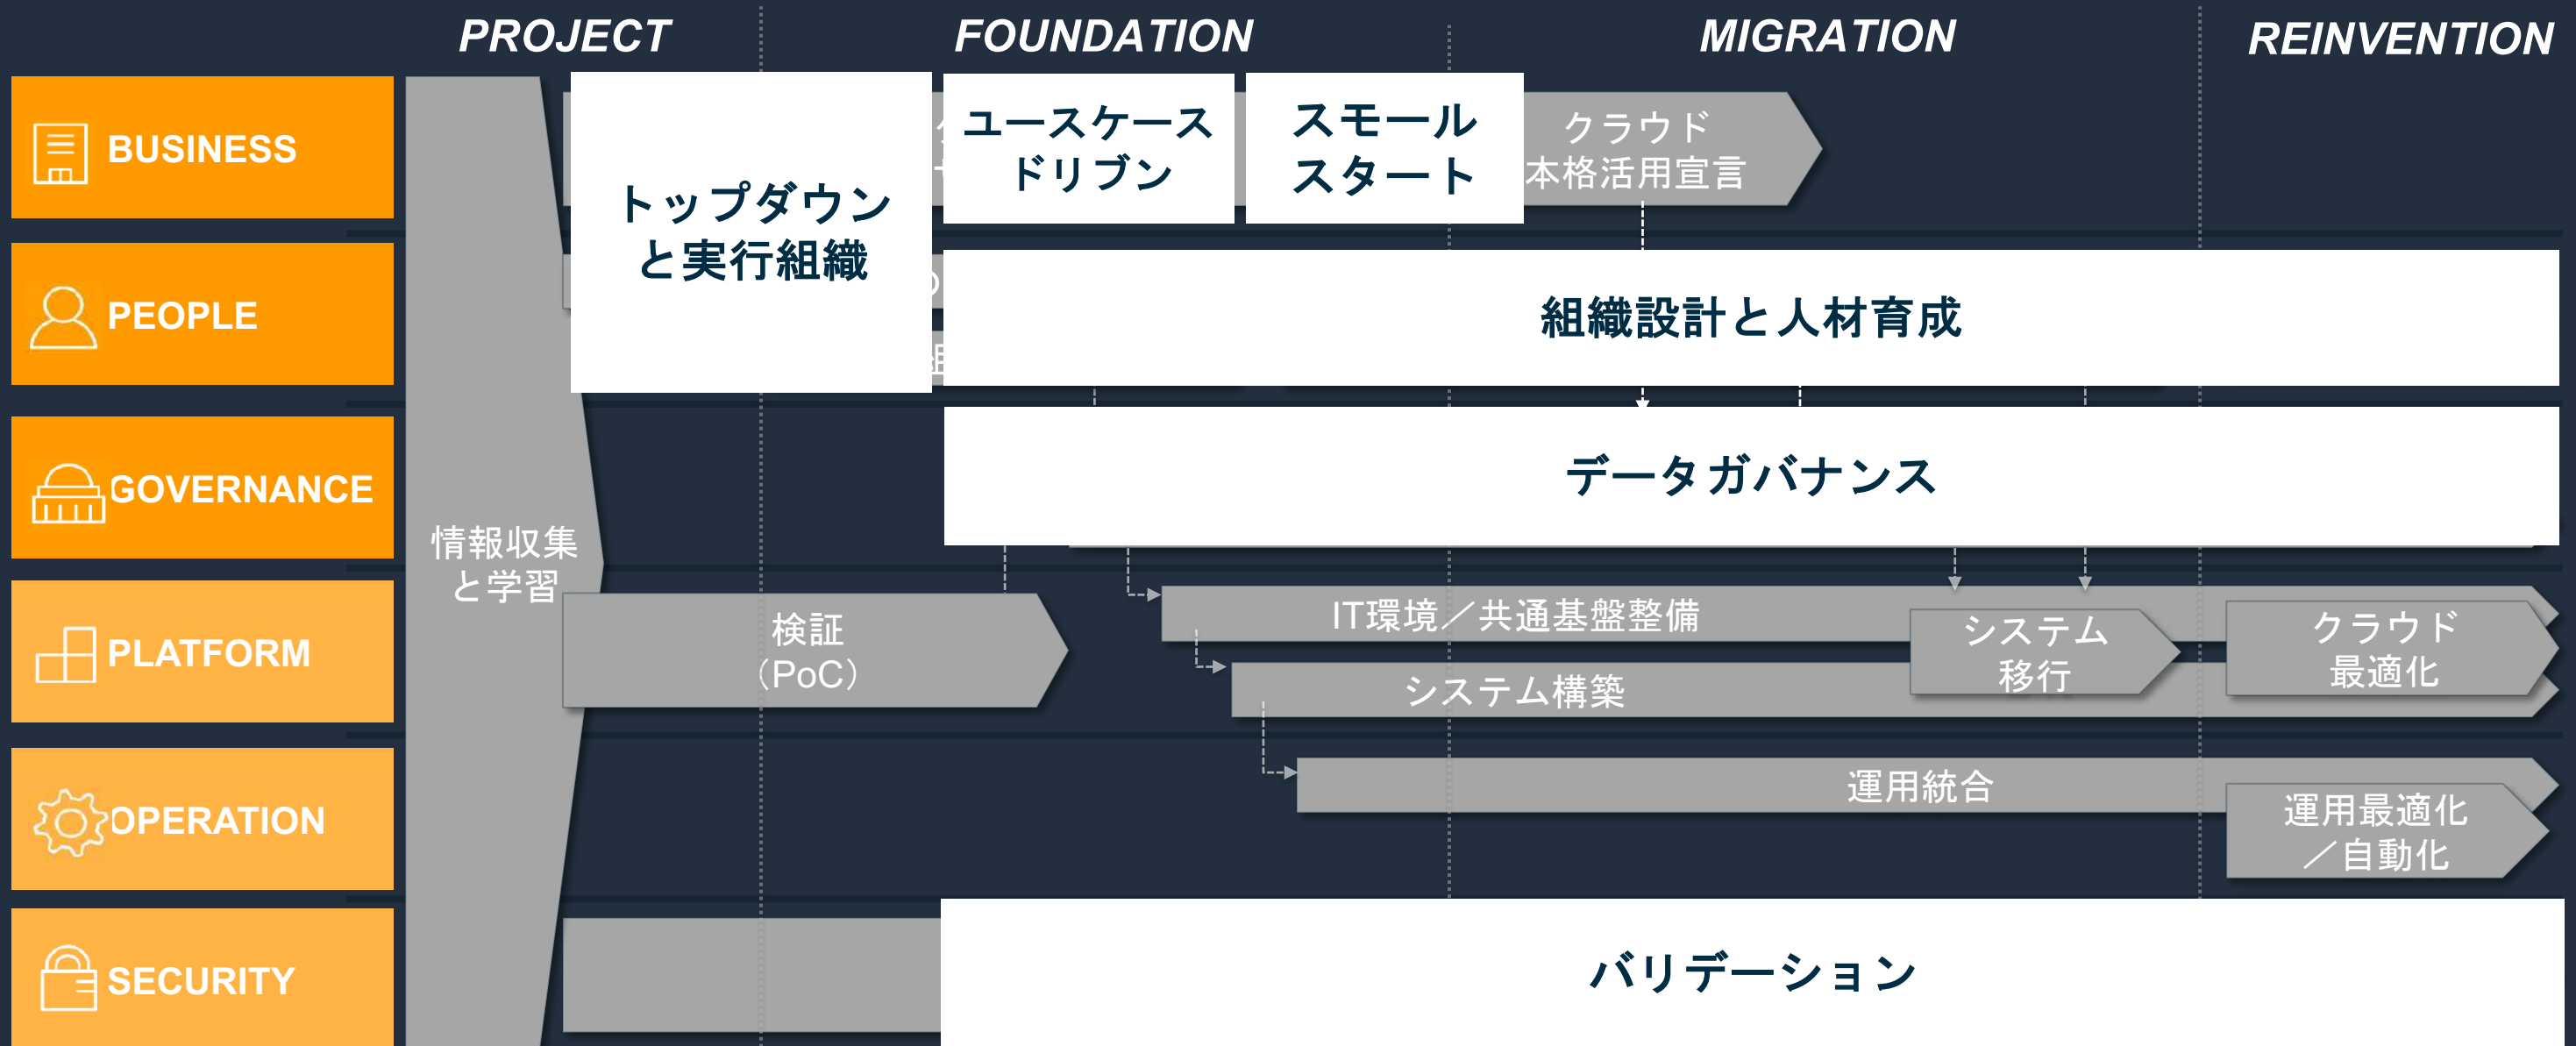 PROJECT
FOUNDATION
MIGRATION
REINVENTION
BUSINESS
トップダウン
と実行組織
ユースケース
ドリブン
スモール
スタート
クラウド
本格活用宣言
PEOPLE
組織設計と人材育成
GOVERNANCE
データガバナンス
情報収集
と学習
PLATFORM
検証
（PoC）
IT環境／共通基盤整備
システム
移行
クラウド
最適化
システム構築
OPERATION
運用統合
運用最適化
／自動化
SECURITY
バリデーション